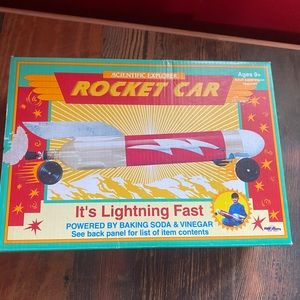 SCIENTIFIC EXPLORER
ROCKET CAR
Ages 9+
It's Lightning Fast
POWERED BY BAKING SODA & VINEGAR
See back panel for list of item contents